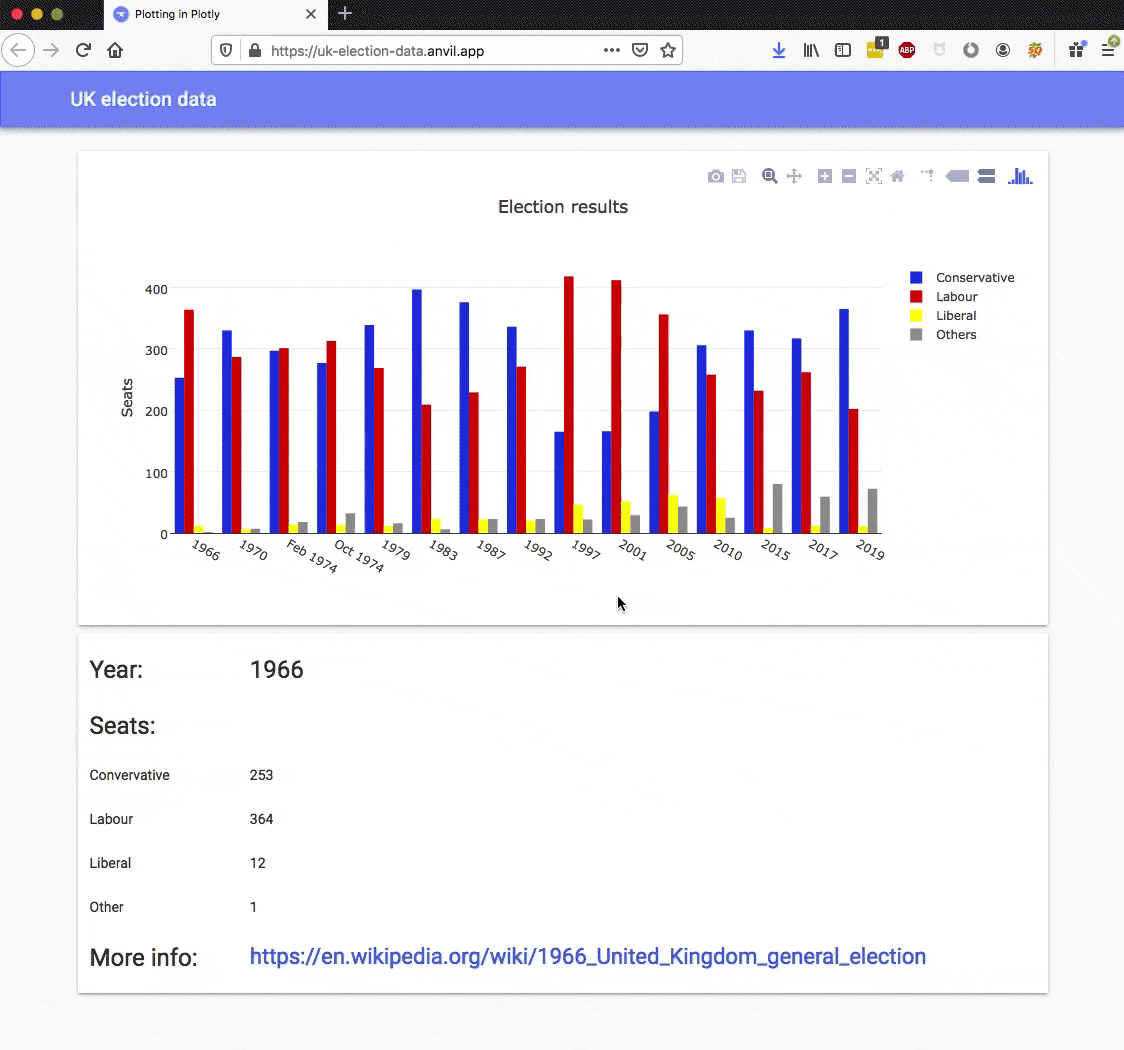 Plotting in Plotly
https://uk-election-data.anvil.app
1
ABP
UK election data
Election results
Conservative
Labour
Liberal
Others
Seats
400
300
200
100
0
1966
1970
Feb 1974
Oct 1974
1979
1983
1987
1992
1997
2001
2005
2010
2015
2017
2019
Year: 1966
Seats:
Convervative 253
Labour 364
Liberal 12
Other 1
More info: https://en.wikipedia.org/wiki/1966_United_Kingdom_general_election